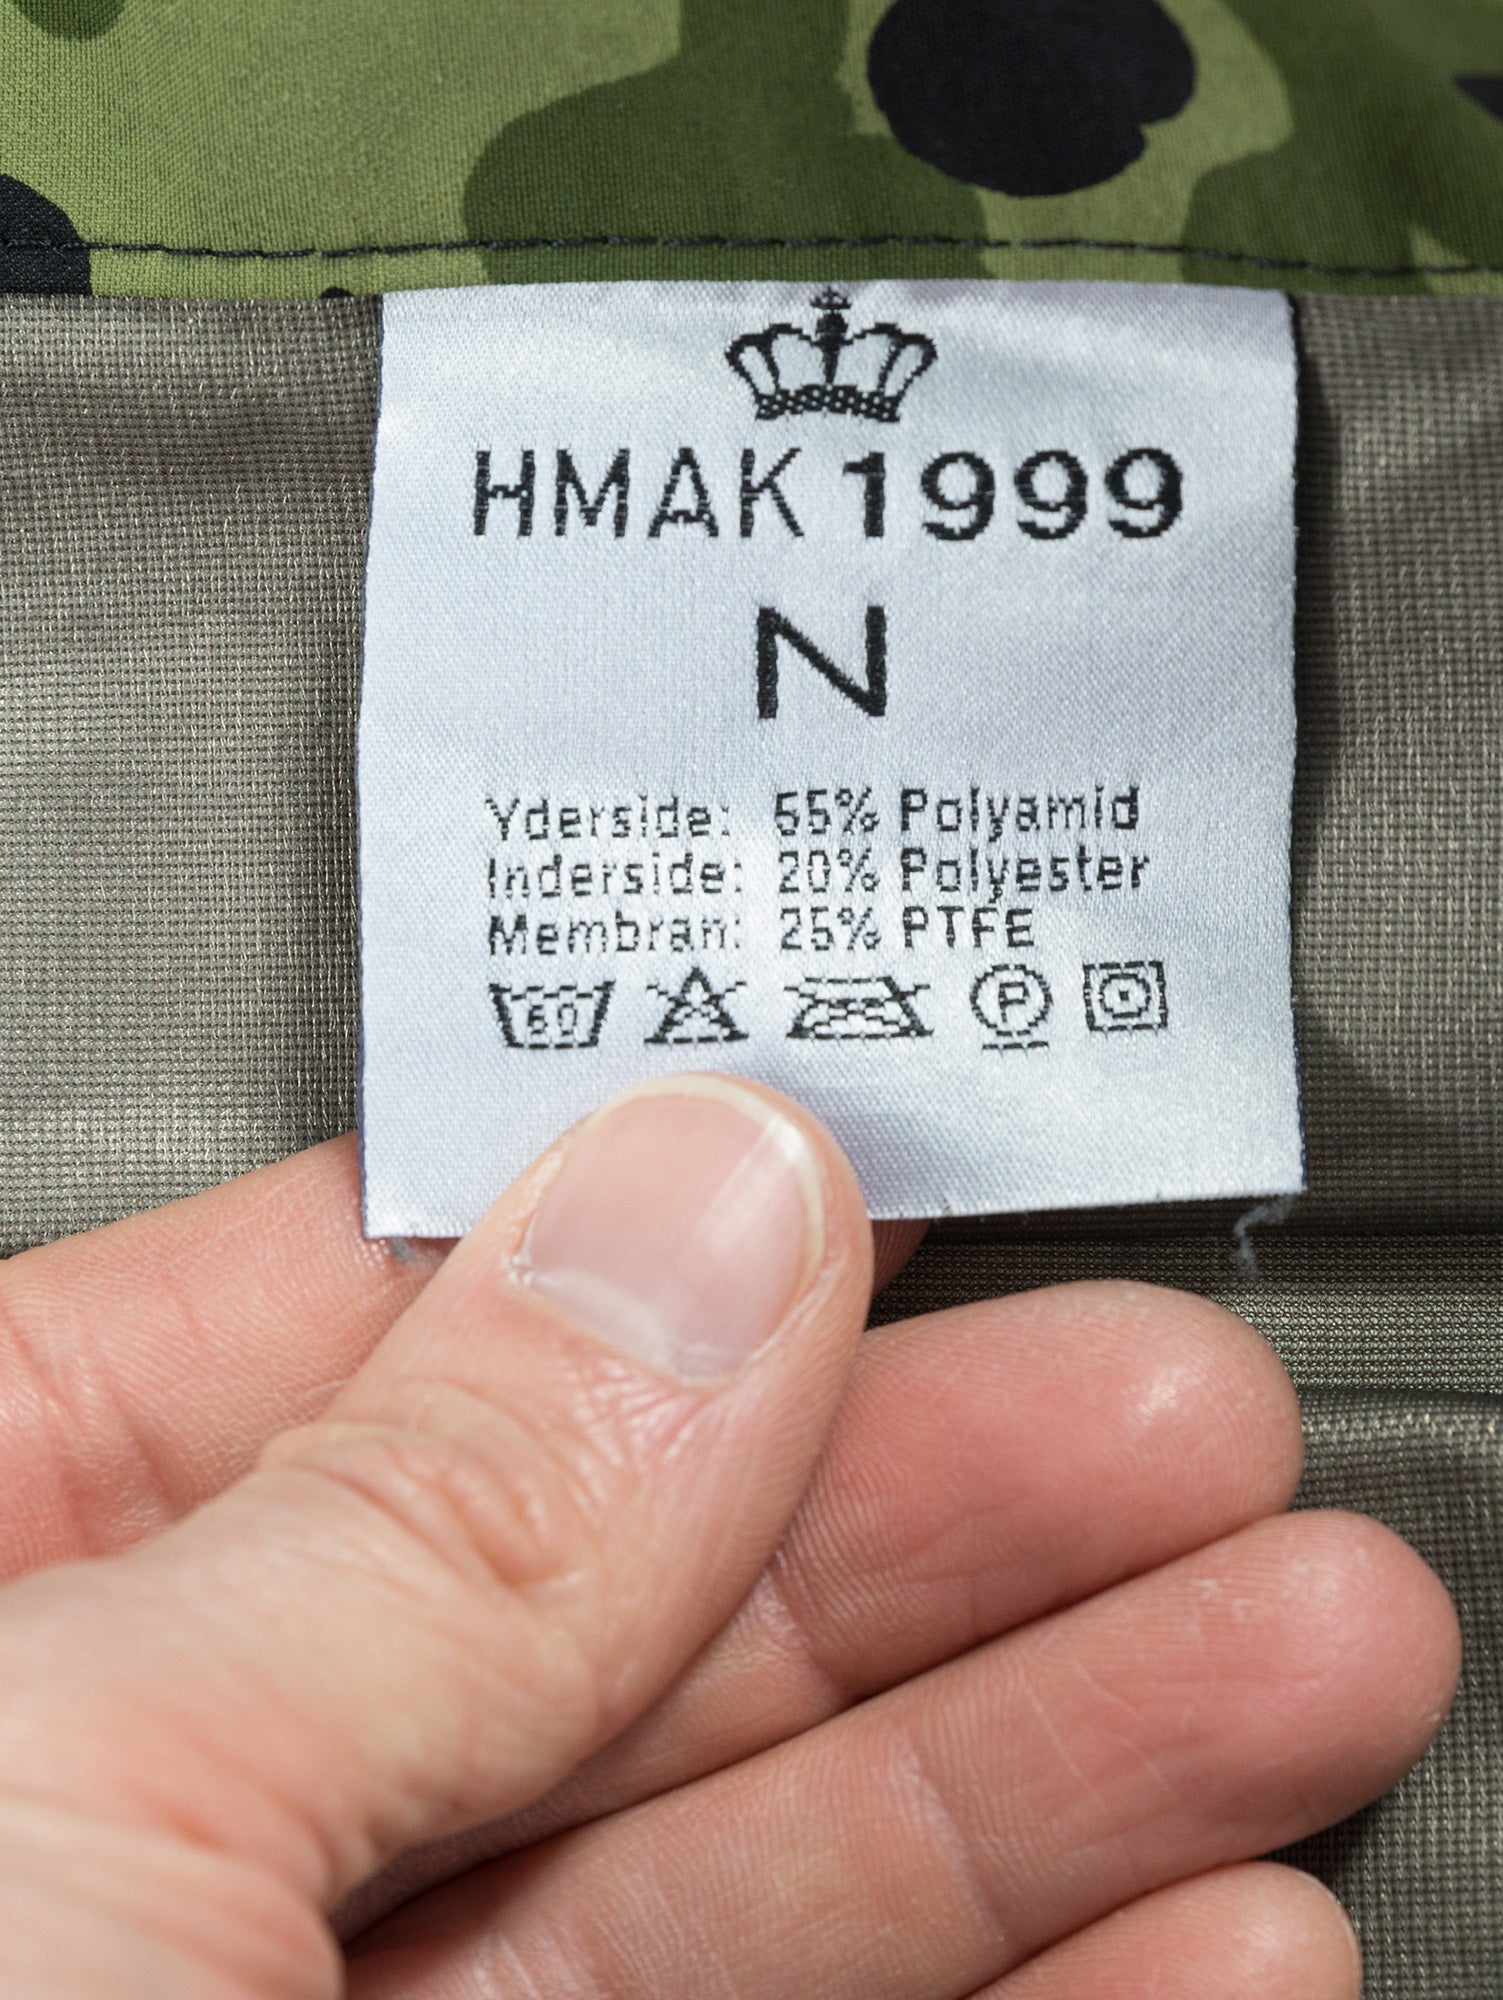 HMAK 1999
N
Yderside: 55% Polyamid
Inderside: 20% Polyester
Membran: 25% PTFE
60 P